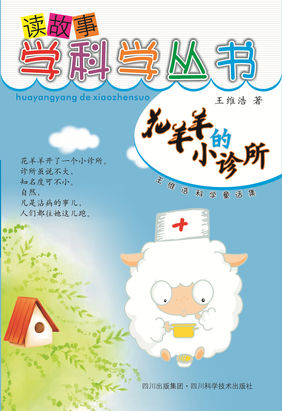 读故事
学科学丛书
huayangyang de xiaozhensuo
王维浩 著
花羊羊的
小诊所
王维浩科学童话集
花羊羊开了一个小诊所。
诊所虽说不大，
知名度可不小。
自然，
凡是沾病的事儿，
人们都往她这儿跑。
四川出版集团·四川科学技术出版社